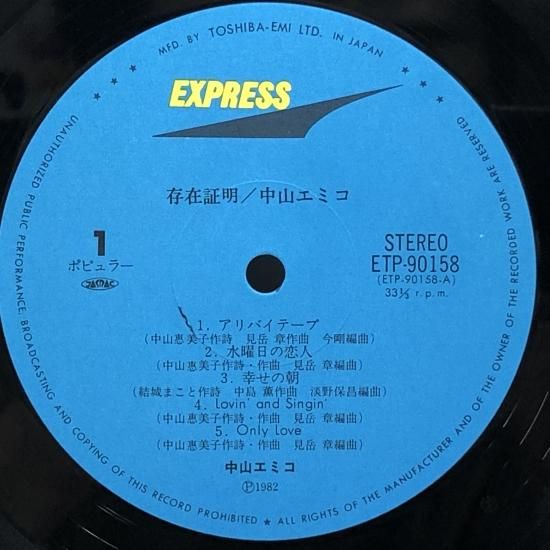 MFD. BY TOSHIBA-EMI LTD. IN JAPAN
EXPRESS
存在証明/中山エミコ
1
ポピュラー
JASRAC
STEREO
ETP-90158
(ETP-90158-A)
33⅓ r.p.m.
1. アリバイテープ
(中山恵美子作詩 見岳 章作曲 今剛編曲)
2. 水曜日の恋人
(中山恵美子作詩・作曲 見岳 章編曲)
3. 幸せの朝
(結城まこと作詩 中島 薫作曲 淡野保昌編曲)
4. Lovin' and Singin'
(中山恵美子作詩・作曲 見岳 章編曲)
5. Only Love
(中山恵美子作詩・作曲 見岳 章編曲)
中山エミコ
Ⓟ1982
UNAUTHORIZED PUBLIC PERFORMANCE, BROADCASTING AND COPYING OF THIS RECORD PROHIBITED ★ ALL RIGHTS OF THE MANUFACTURER AND OF THE OWNER OF THE RECORDED WORK ARE RESERVED